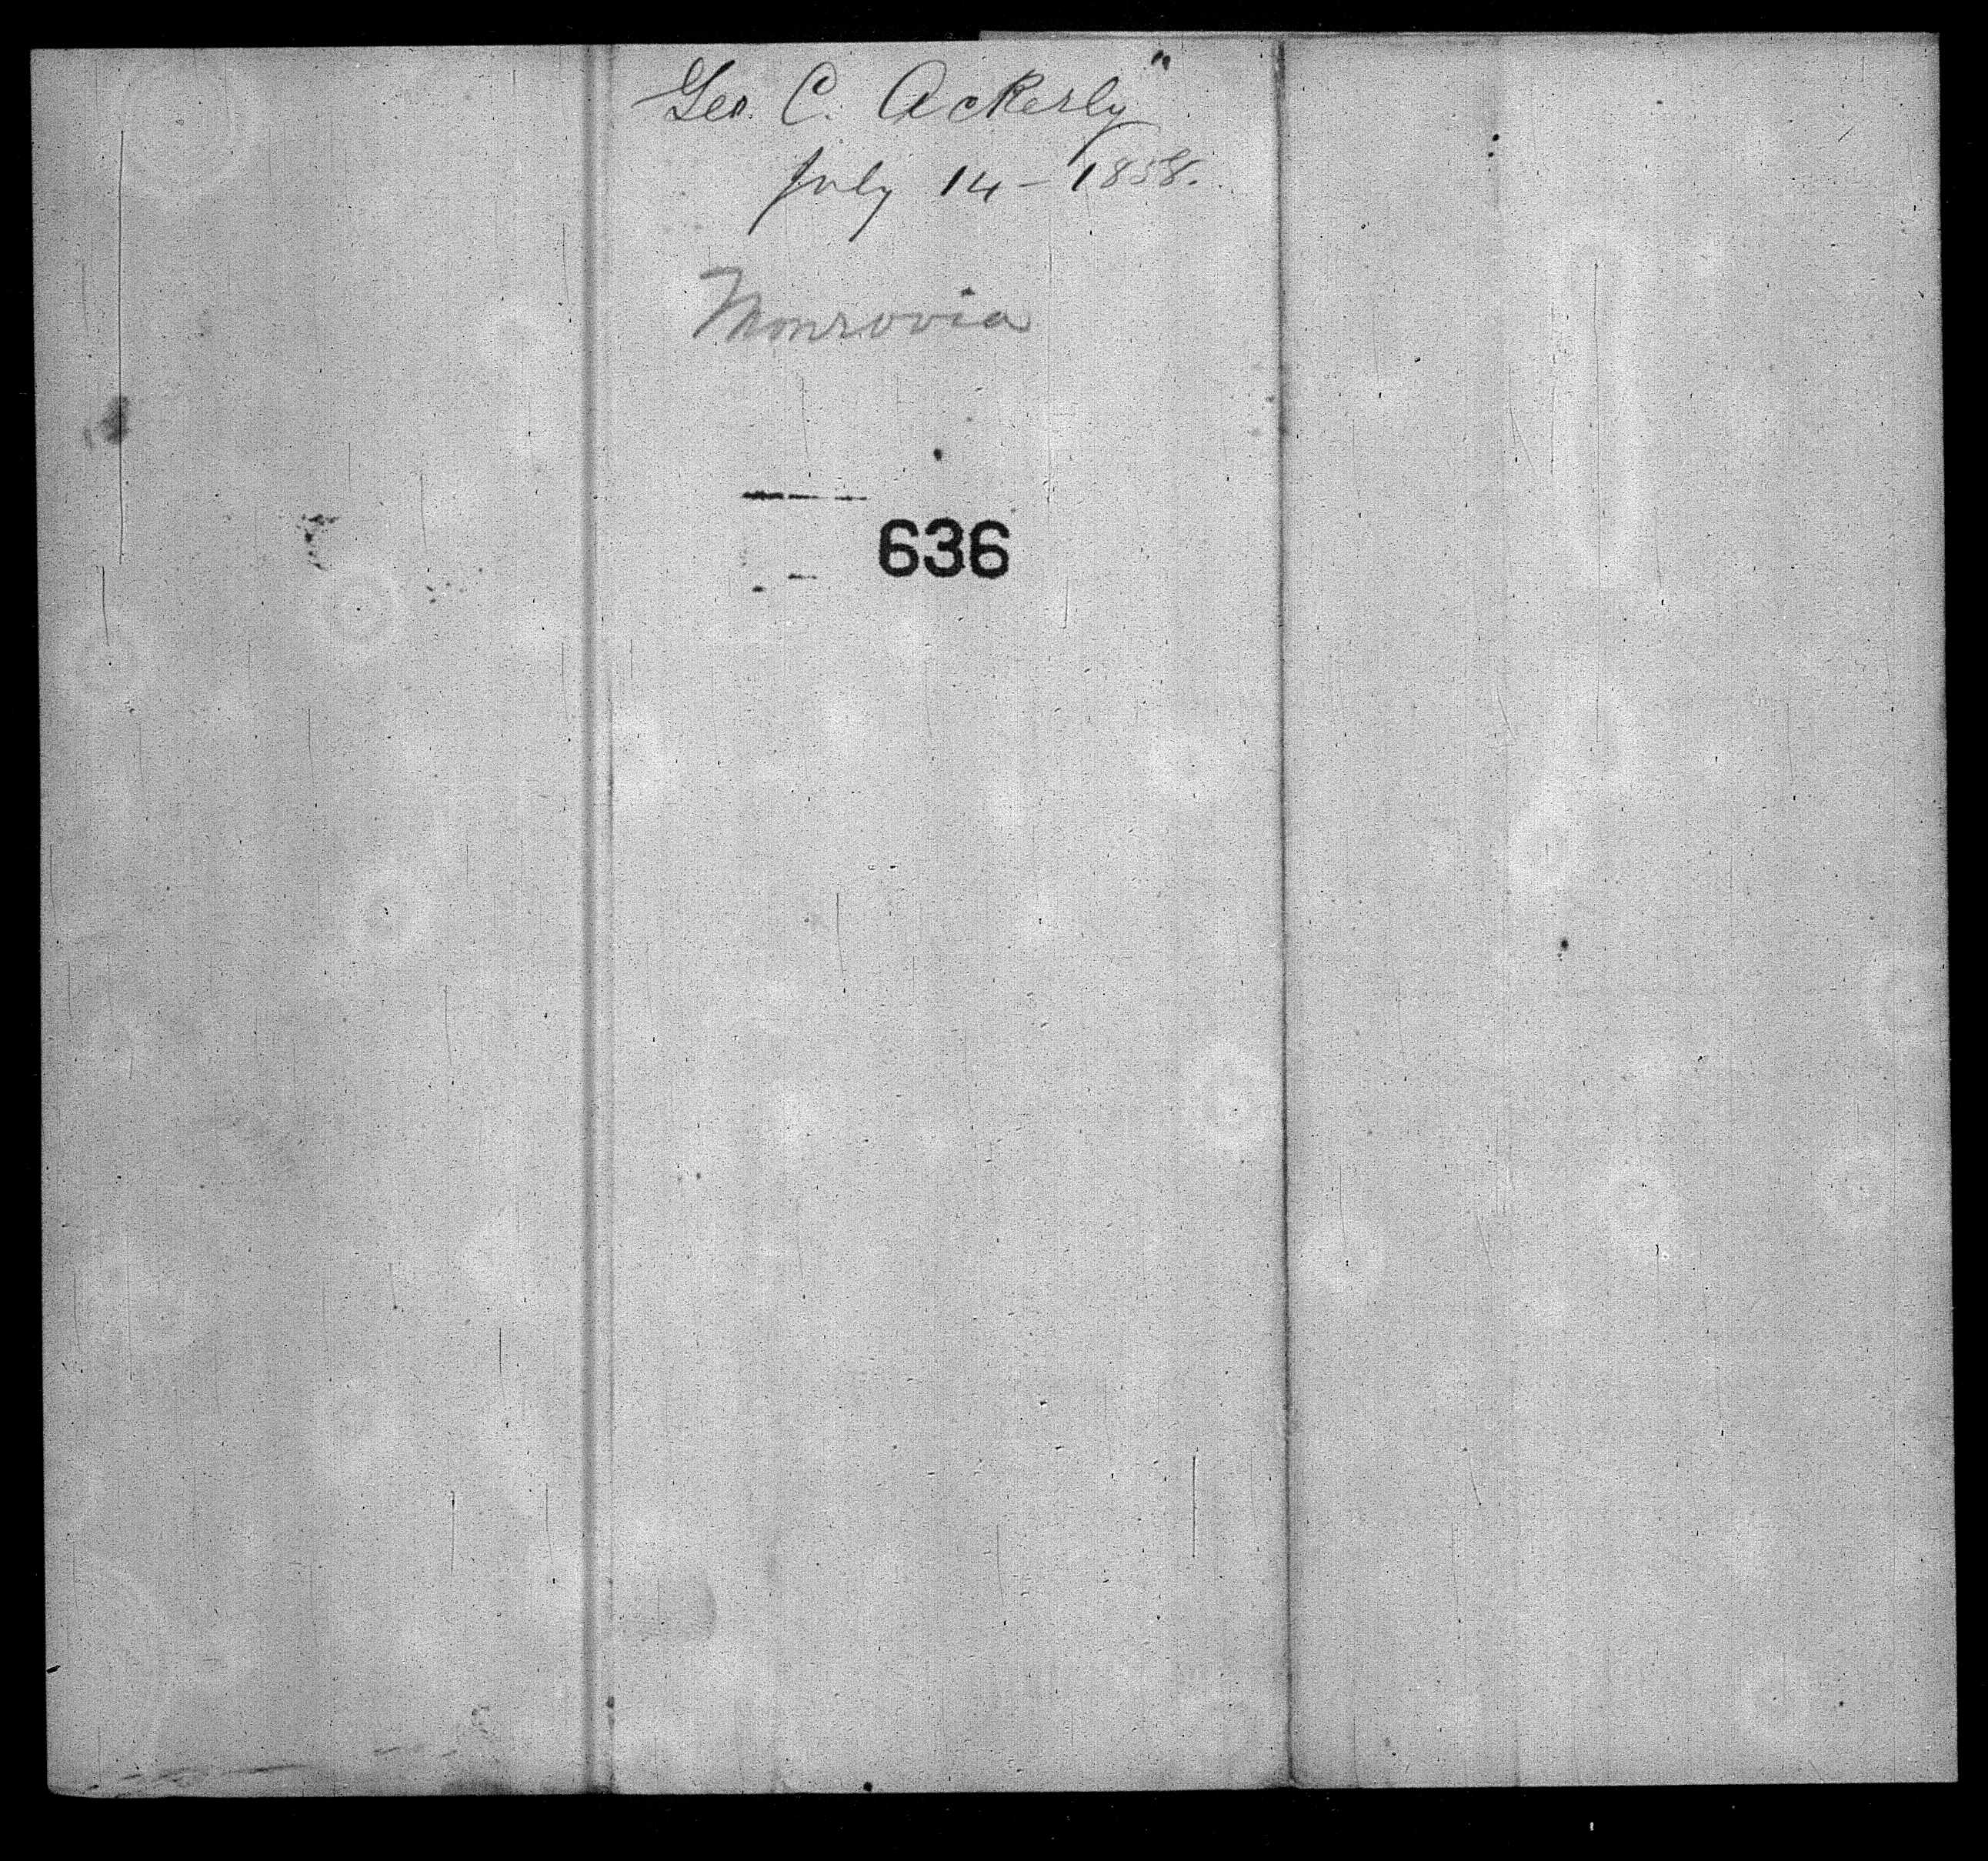 Geo. C. Ackerly"
July 14 - 1858.
Monrovia
636